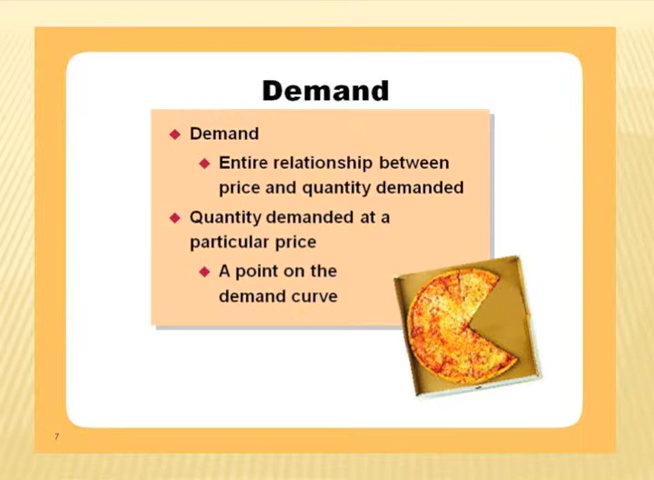 Demand
Demand
Entire relationship between
price and quantity demanded
Quantity demanded at a
particular price
A point on the
demand curve
7